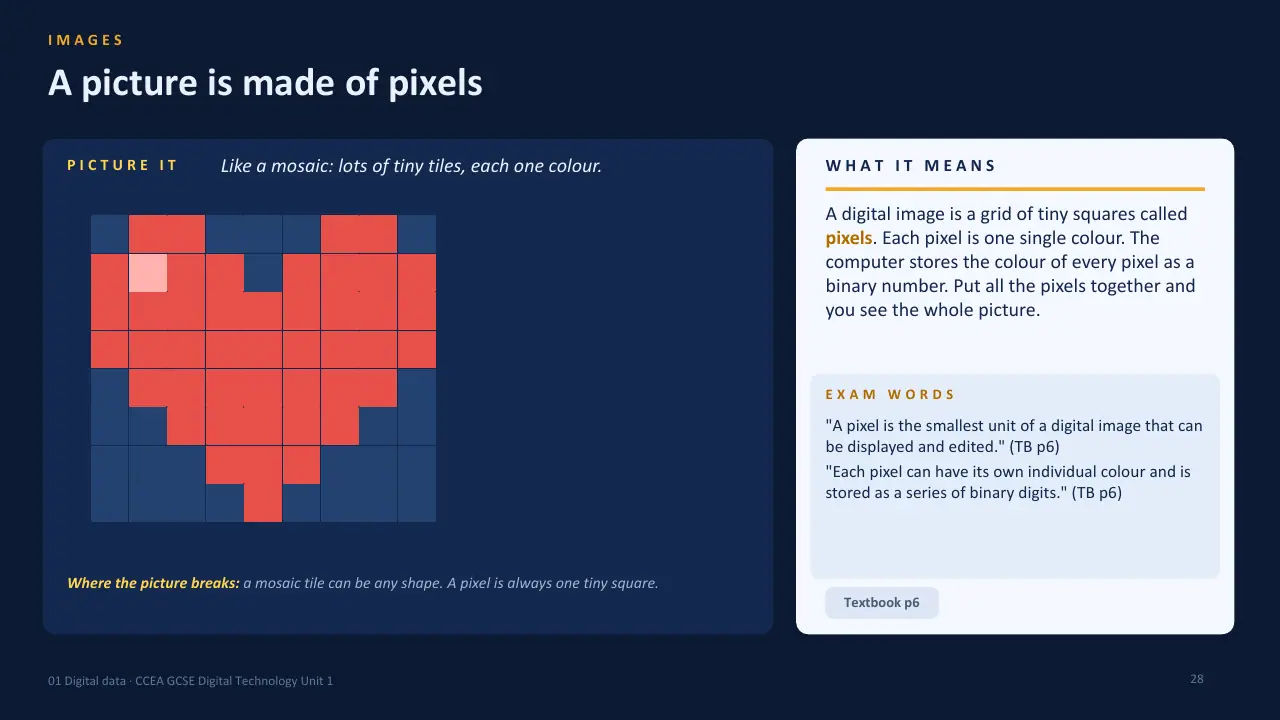 IMAGES
A picture is made of pixels
PICTURE IT
Like a mosaic: lots of tiny tiles, each one colour.
Where the picture breaks: a mosaic tile can be any shape. A pixel is always one tiny square.
WHAT IT MEANS
A digital image is a grid of tiny squares called
pixels. Each pixel is one single colour. The
computer stores the colour of every pixel as a
binary number. Put all the pixels together and
you see the whole picture.
EXAM WORDS
"A pixel is the smallest unit of a digital image that can
be displayed and edited." (TB p6)
"Each pixel can have its own individual colour and is
stored as a series of binary digits." (TB p6)
Textbook p6
01 Digital data · CCEA GCSE Digital Technology Unit 1
28